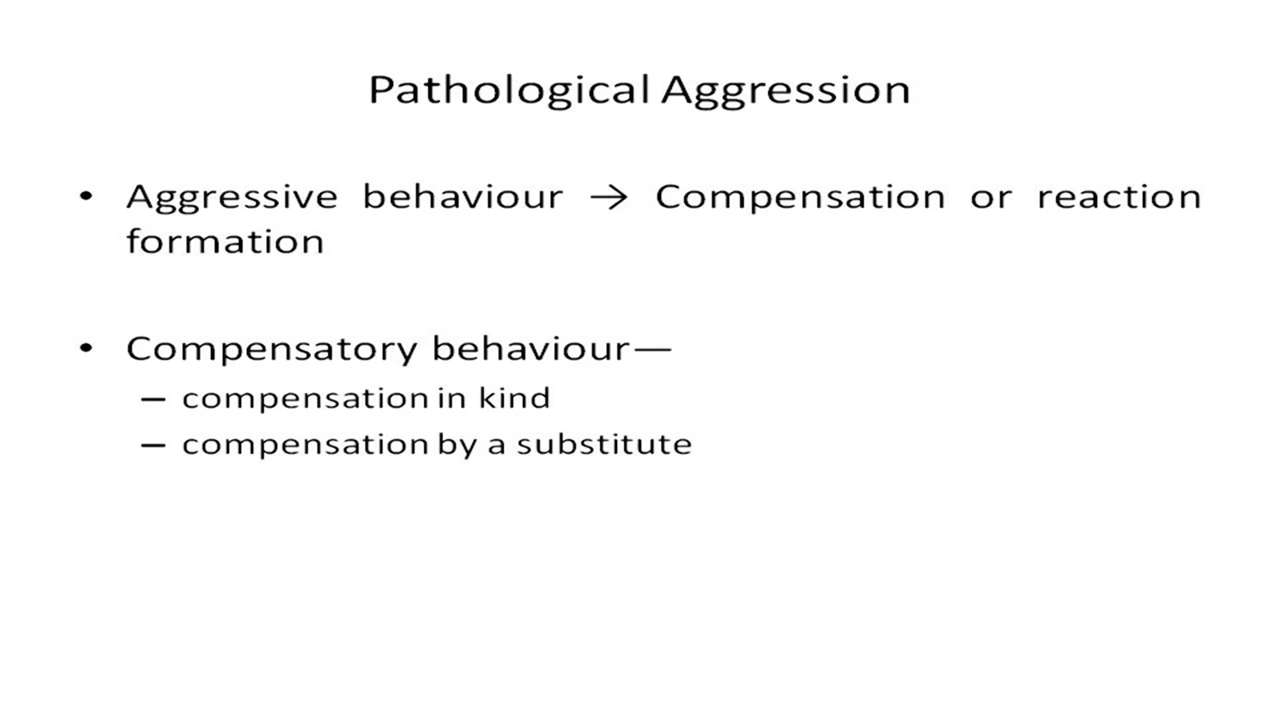 Pathological Aggression
• Aggressive behaviour → Compensation or reaction
formation
• Compensatory behaviour—
– compensation in kind
– compensation by a substitute